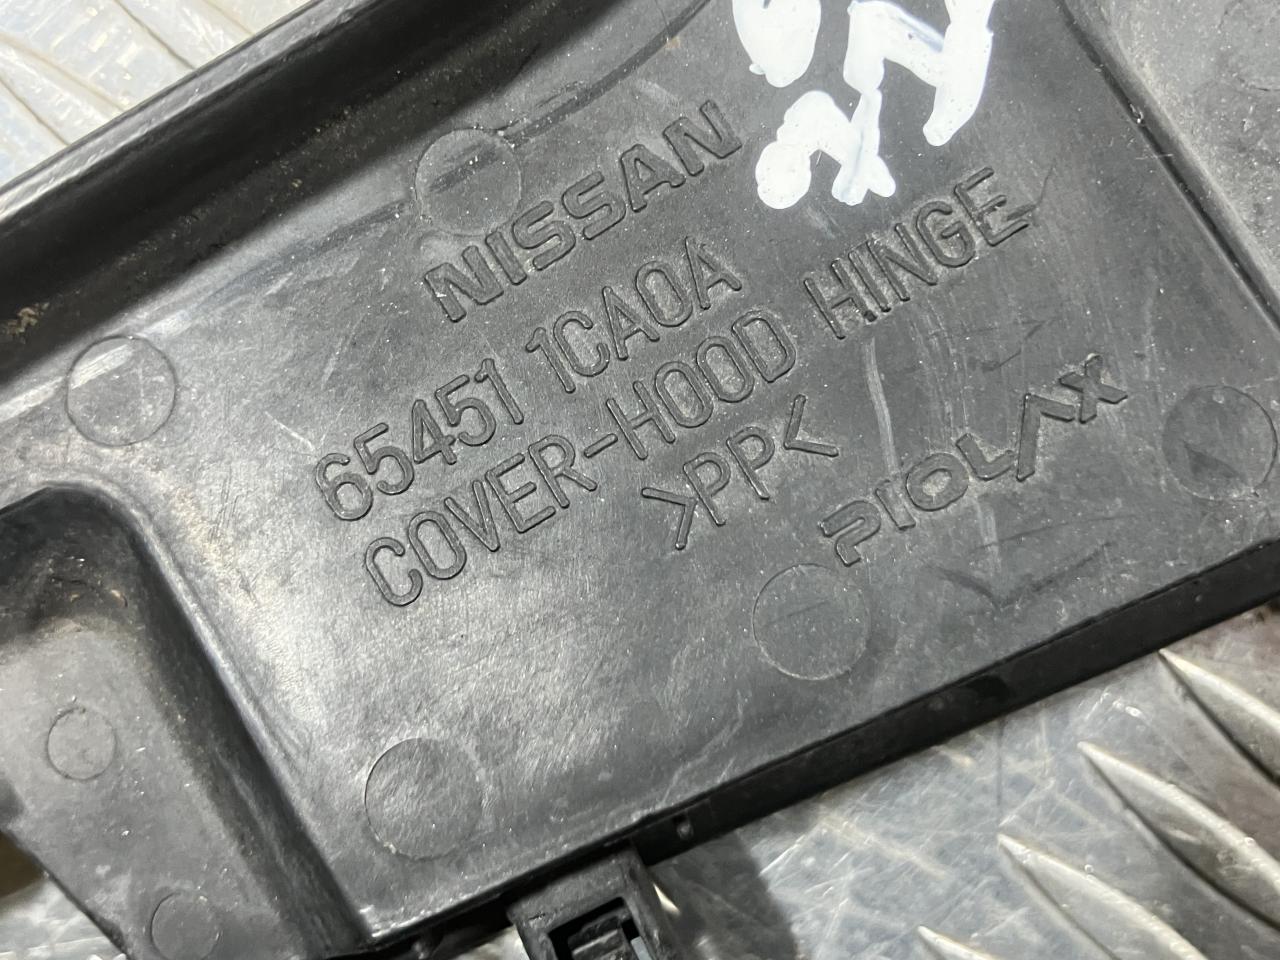 NISSAN
65451 1CA0A
COVER-HOOD HINGE
>PP<
PIOLAX